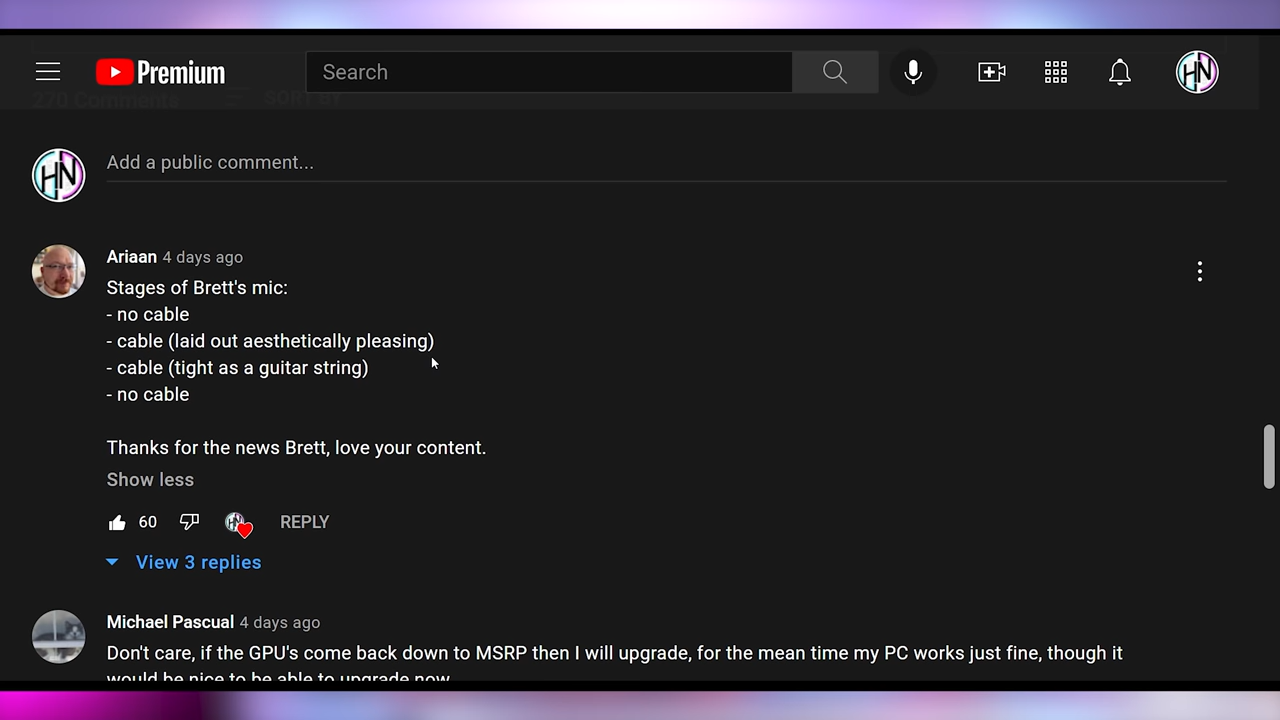 Premium
Search
HN
270 Comments SORT BY
HN
Add a public comment...
Ariaan 4 days ago
Stages of Brett's mic:
- no cable
- cable (laid out aesthetically pleasing)
- cable (tight as a guitar string)
- no cable
Thanks for the news Brett, love your content.
Show less
60 HN REPLY
View 3 replies
Michael Pascual 4 days ago
Don't care, if the GPU's come back down to MSRP then I will upgrade, for the mean time my PC works just fine, though it
would be nice to be able to upgrade now